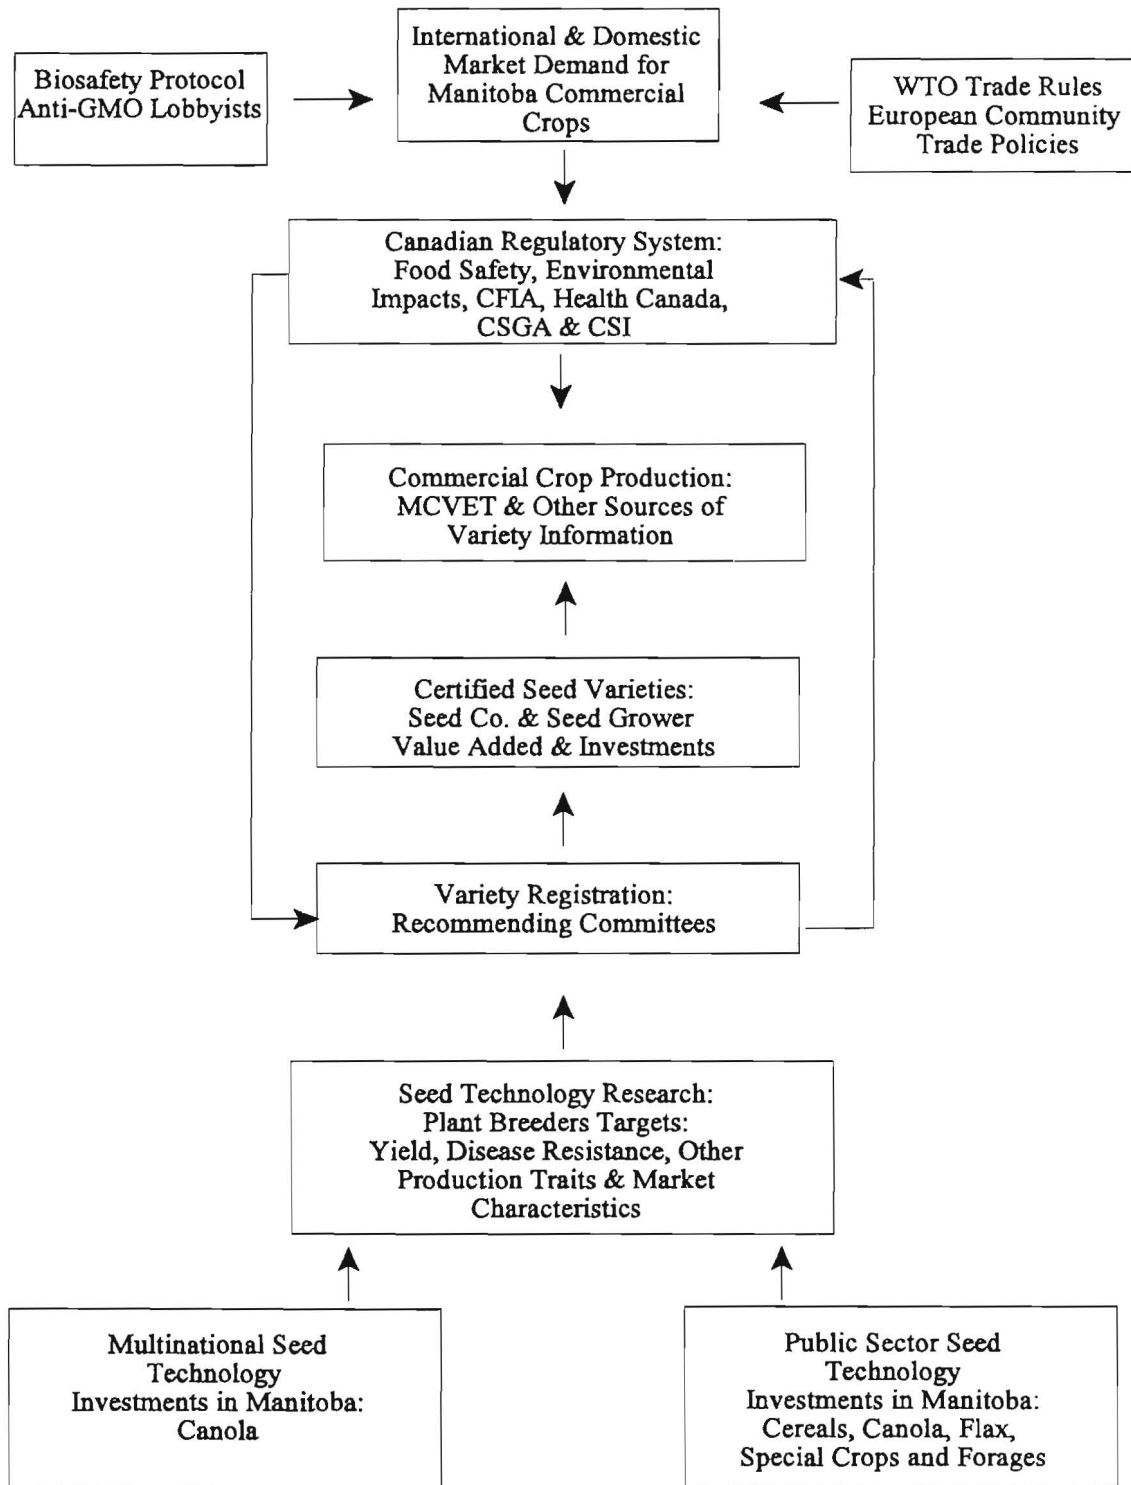 International & Domestic
Market Demand for
Manitoba Commercial
Crops
Biosafety Protocol
Anti-GMO Lobbyists
WTO Trade Rules
European Community
Trade Policies
Canadian Regulatory System:
Food Safety, Environmental
Impacts, CFIA, Health Canada,
CSGA & CSI
Commercial Crop Production:
MCVET & Other Sources of
Variety Information
Certified Seed Varieties:
Seed Co. & Seed Grower
Value Added & Investments
Variety Registration:
Recommending Committees
Seed Technology Research:
Plant Breeders Targets:
Yield, Disease Resistance, Other
Production Traits & Market
Characteristics
Multinational Seed
Technology
Investments in Manitoba:
Canola
Public Sector Seed
Technology
Investments in Manitoba:
Cereals, Canola, Flax,
Special Crops and Forages